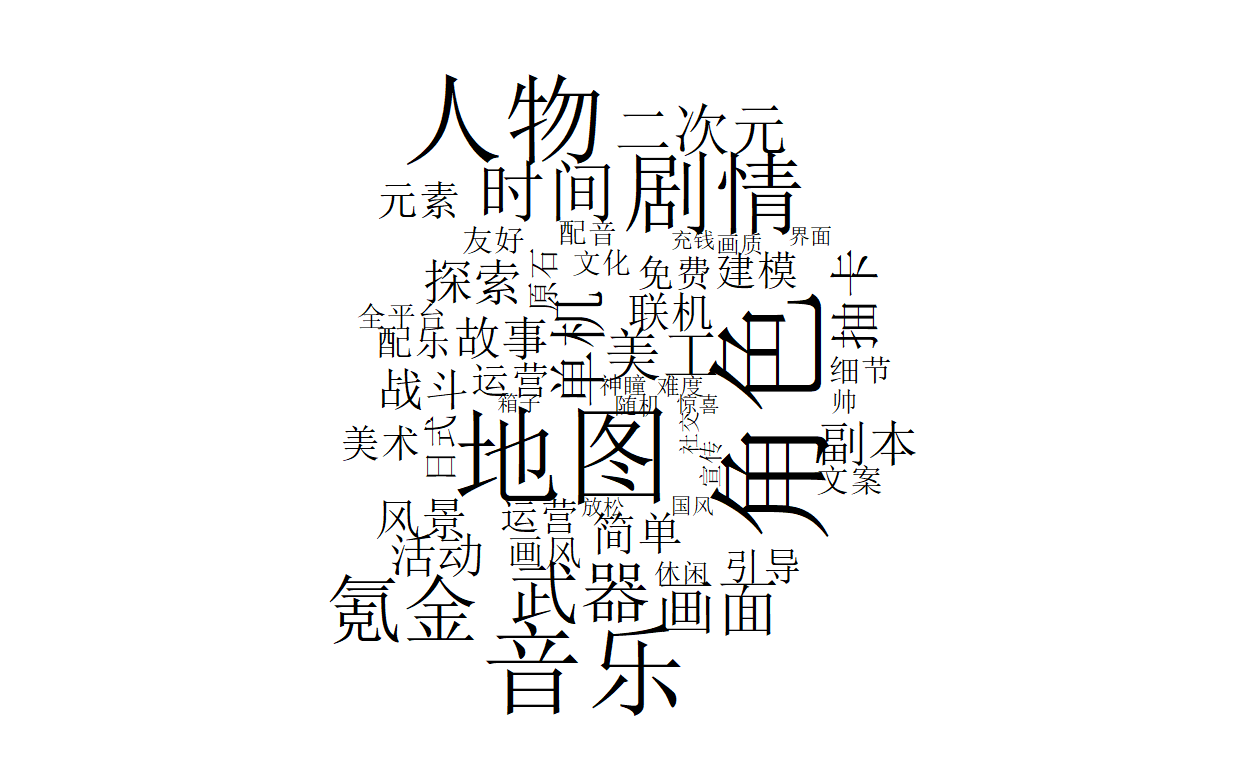 人物
二次元
时间
剧情
元素
友好
配音
充钱
画质
界面
探索
原石
文化
免费
建模
抽卡
全平台
配乐
故事
单机
联机
美工
角色
细节
战斗
运营
神瞳
难度
帅
箱子
随机
惊喜
美术
日式
地图
社交
宣传
副本
文案
风景
运营
放松
国风
简单
活动
画风
休闲
引导
氪金
武器
画面
音乐